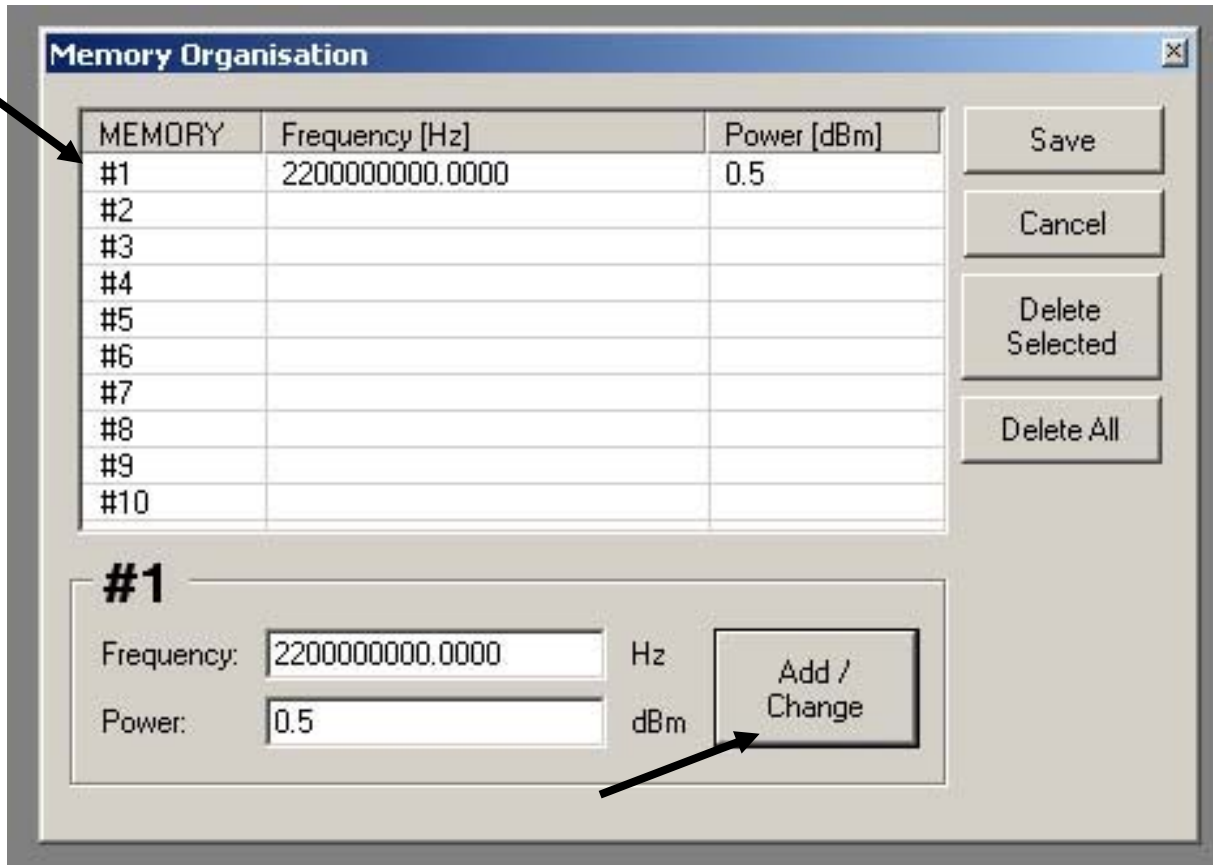 Memory Organisation
MEMORY Frequency [Hz] Power [dBm]
#1 2200000000.0000 0.5
#2
#3
#4
#5
#6
#7
#8
#9
#10
Save
Cancel
Delete
Selected
Delete All
#1
Frequency: 2200000000.0000 Hz
Power: 0.5 dBm
Add /
Change